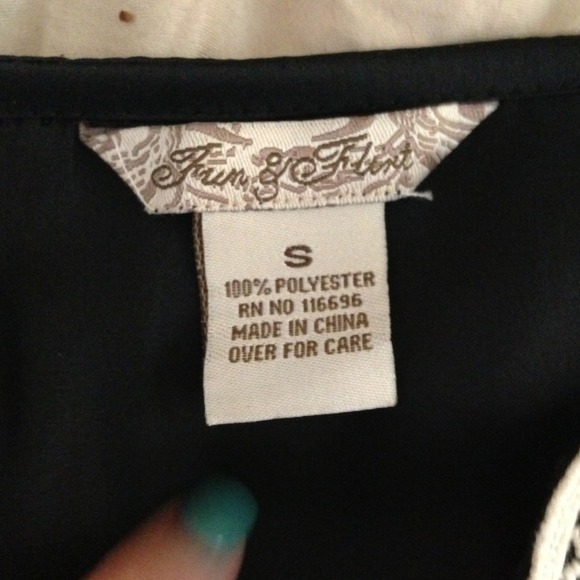 Fun & Flirt
S
100% POLYESTER
RN NO 116696
MADE IN CHINA
OVER FOR CARE